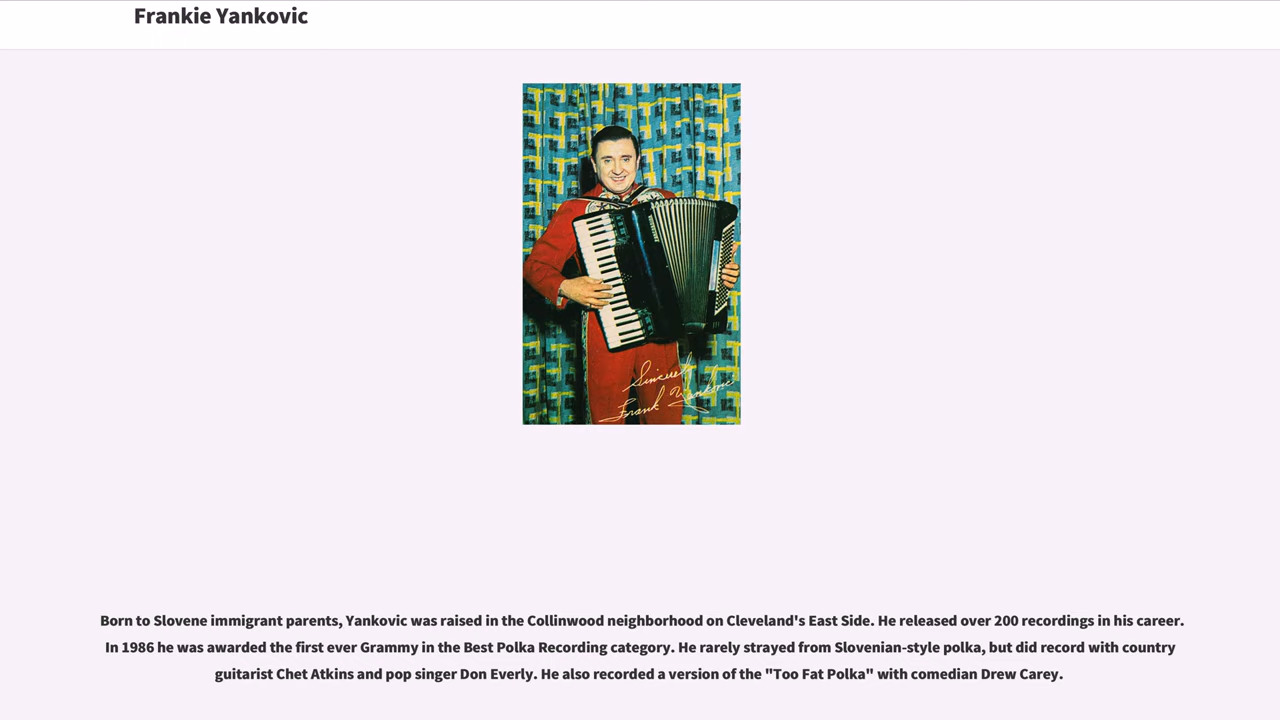 Frankie Yankovic
Sincerely
Frank Yankovic
Born to Slovene immigrant parents, Yankovic was raised in the Collinwood neighborhood on Cleveland's East Side. He released over 200 recordings in his career.
In 1986 he was awarded the first ever Grammy in the Best Polka Recording category. He rarely strayed from Slovenian-style polka, but did record with country
guitarist Chet Atkins and pop singer Don Everly. He also recorded a version of the "Too Fat Polka" with comedian Drew Carey.